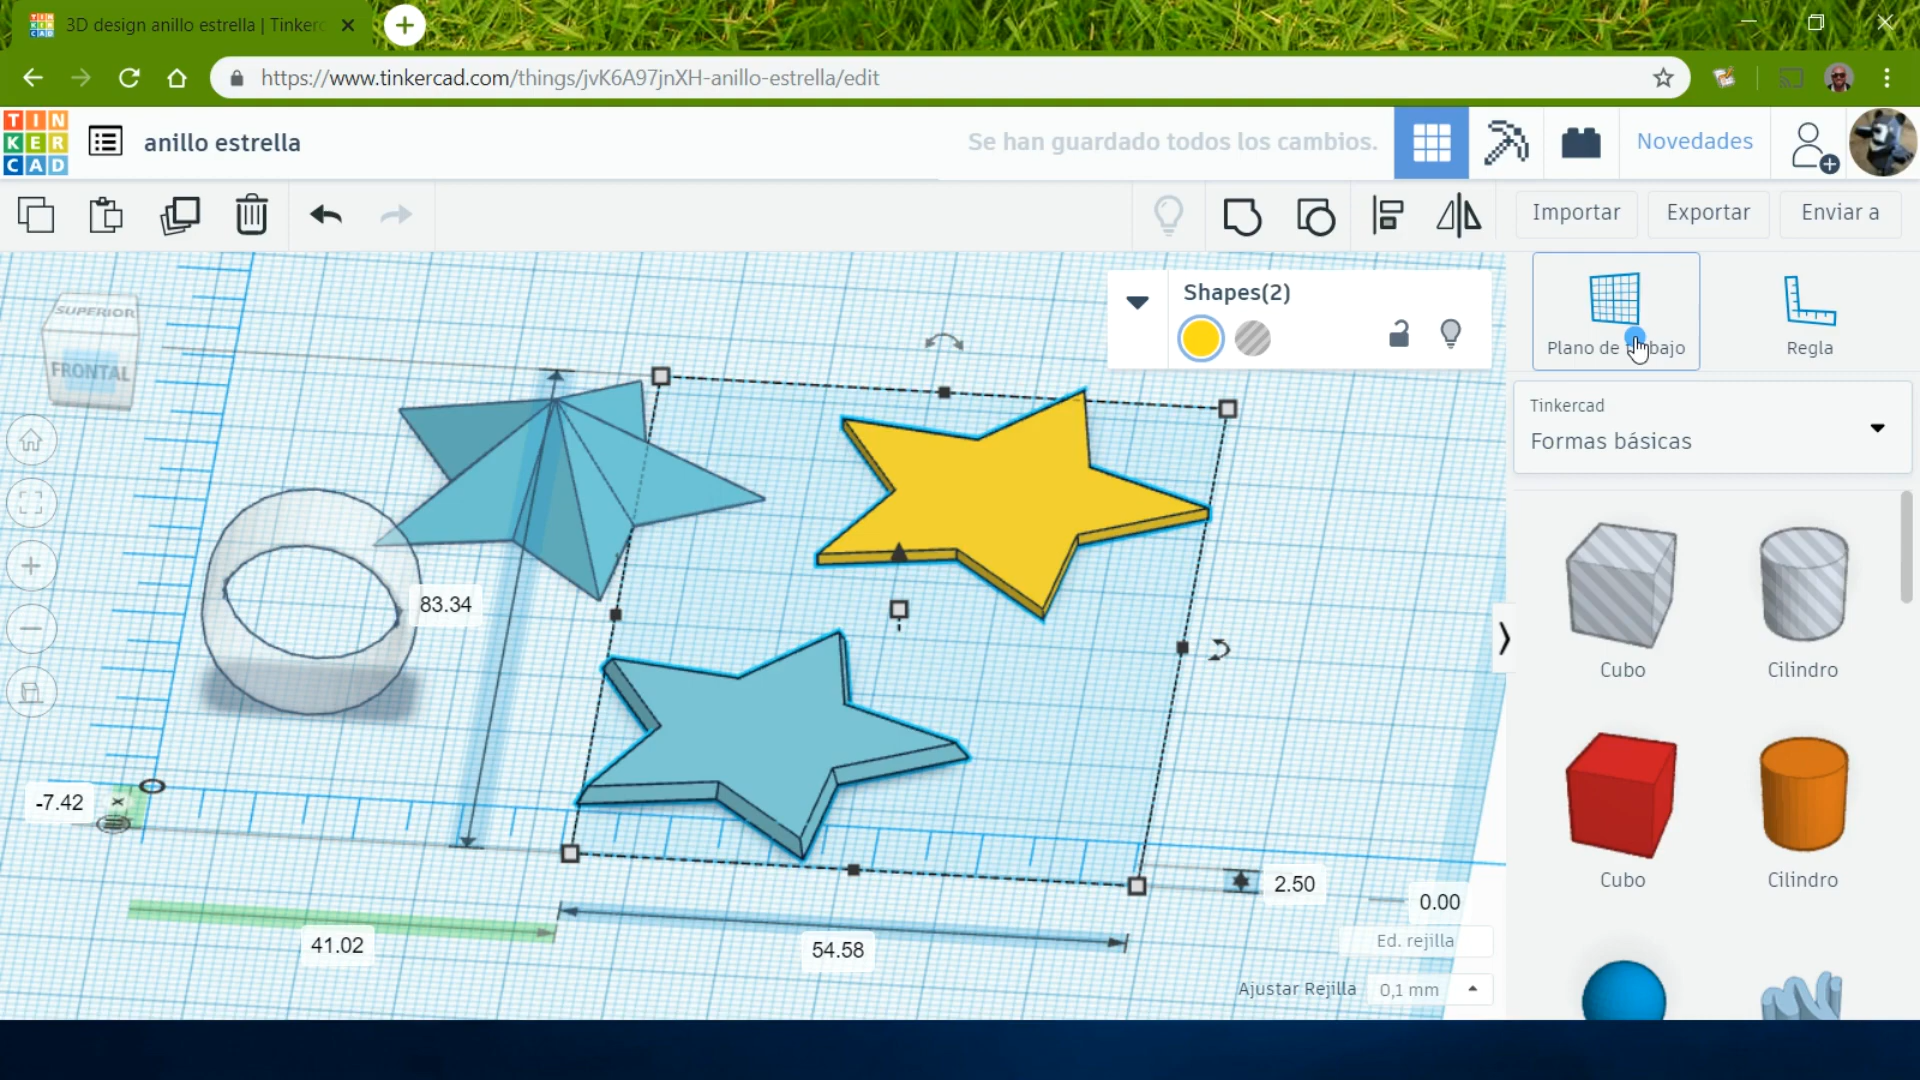 3D design anillo estrella | Tinkerc
https://www.tinkercad.com/things/jvK6A97jnXH-anillo-estrella/edit
TIN
KER
CAD
anillo estrella
Se han guardado todos los cambios.
Novedades
Importar
Exportar
Enviar a
SUPERIOR
FRONTAL
Shapes(2)
Plano de bajo
Regla
Tinkercad
Formas básicas
Cubo
Cilindro
Cubo
Cilindro
83.34
-7.42
x
41.02
54.58
2.50
0.00
Ed. rejilla
Ajustar Rejilla
0,1 mm